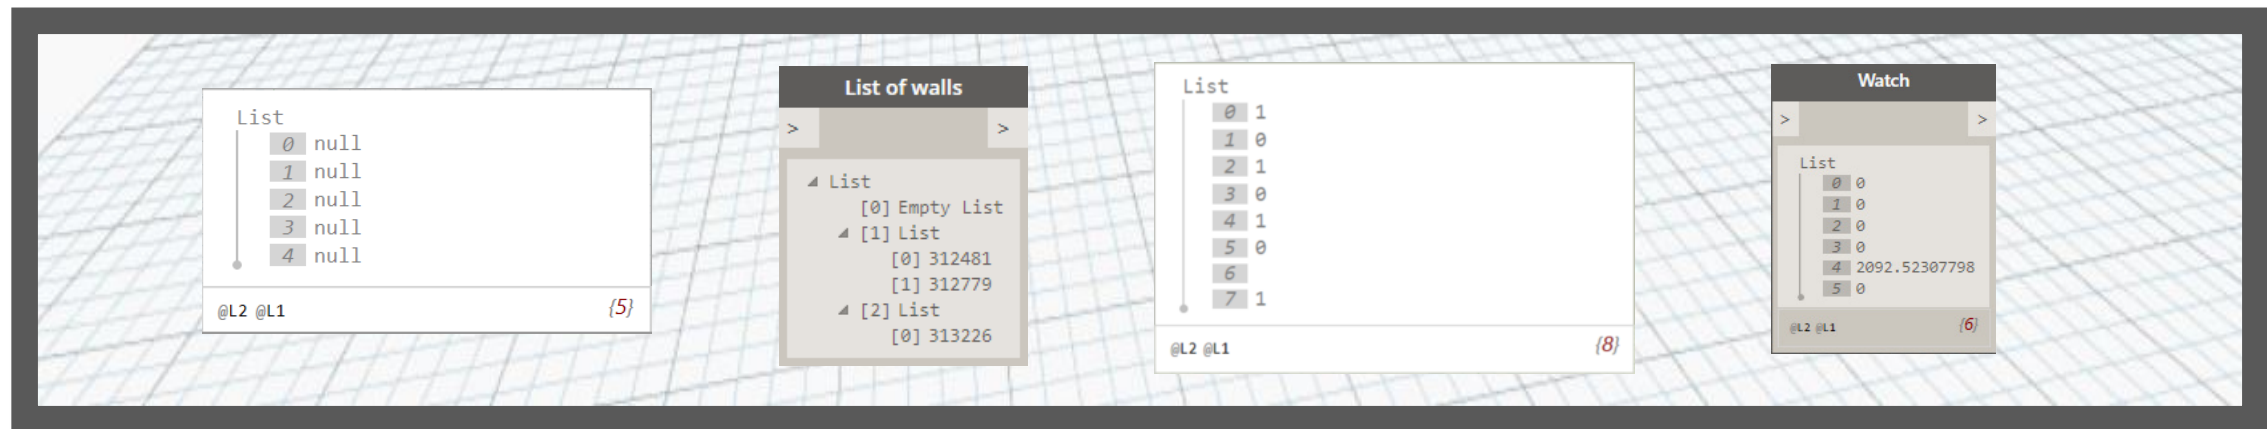 List
0 null
1 null
2 null
3 null
4 null
@L2 @L1 {5}
List of walls
> >
List
[0] Empty List
[1] List
[0] 312481
[1] 312779
[2] List
[0] 313226
List
0 1
1 0
2 1
3 0
4 1
5 0
6
7 1
@L2 @L1 {8}
Watch
> >
List
0 0
1 0
2 0
3 0
4 2092.52307798
5 0
@L2 @L1 {6}